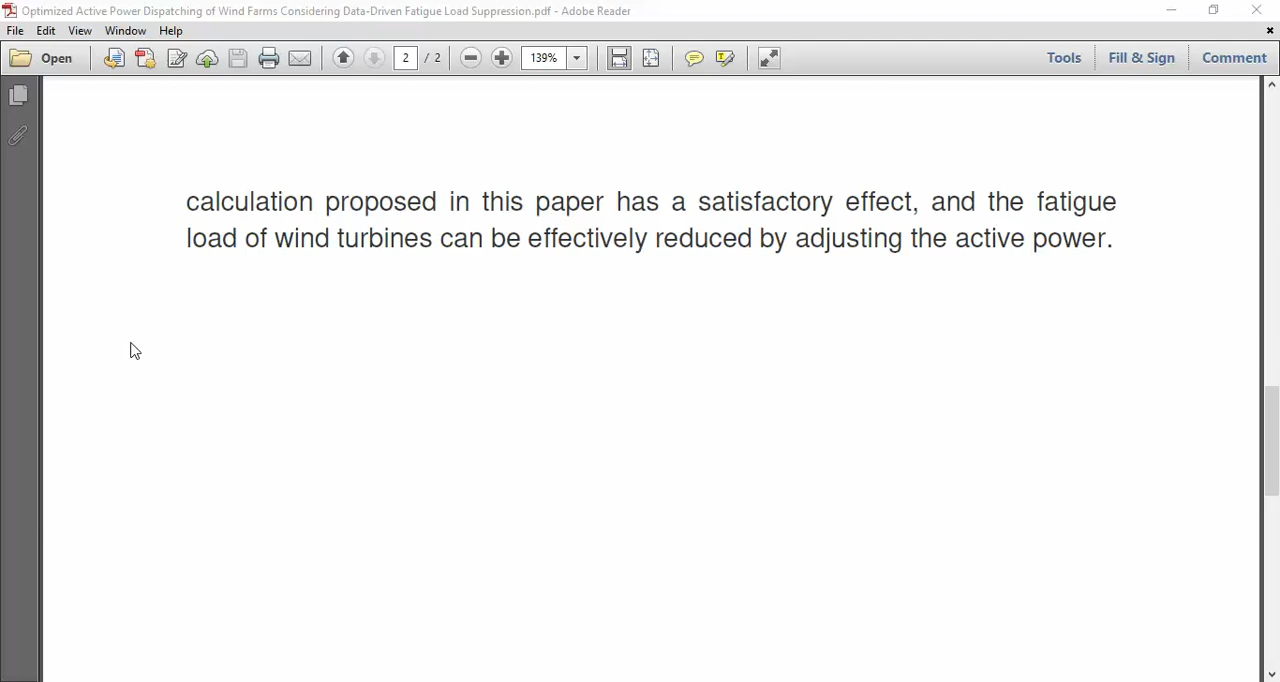 Optimized Active Power Dispatching of Wind Farms Considering Data-Driven Fatigue Load Suppression.pdf - Adobe Reader
File Edit View Window Help
Open 2 / 2 139% Tools Fill & Sign Comment
calculation proposed in this paper has a satisfactory effect, and the fatigue
load of wind turbines can be effectively reduced by adjusting the active power.